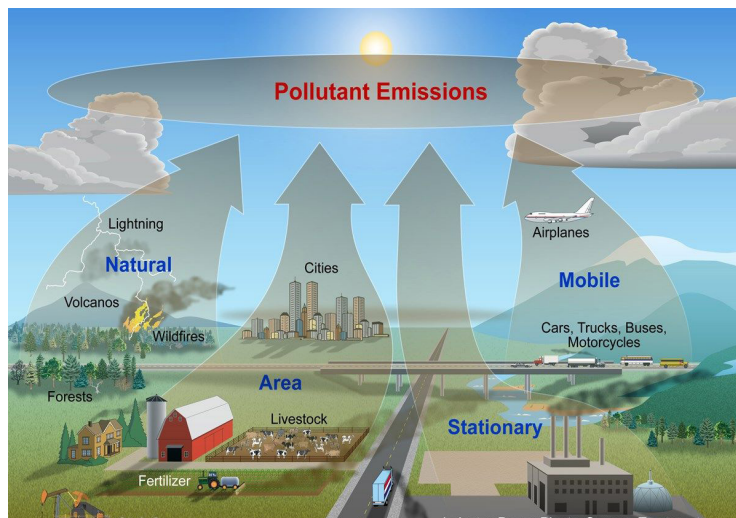 Pollutant Emissions
Lightning
Natural
Volcanos
Wildfires
Forests
Cities
Area
Livestock
Fertilizer
Airplanes
Mobile
Cars, Trucks, Buses,
Motorcycles
Stationary